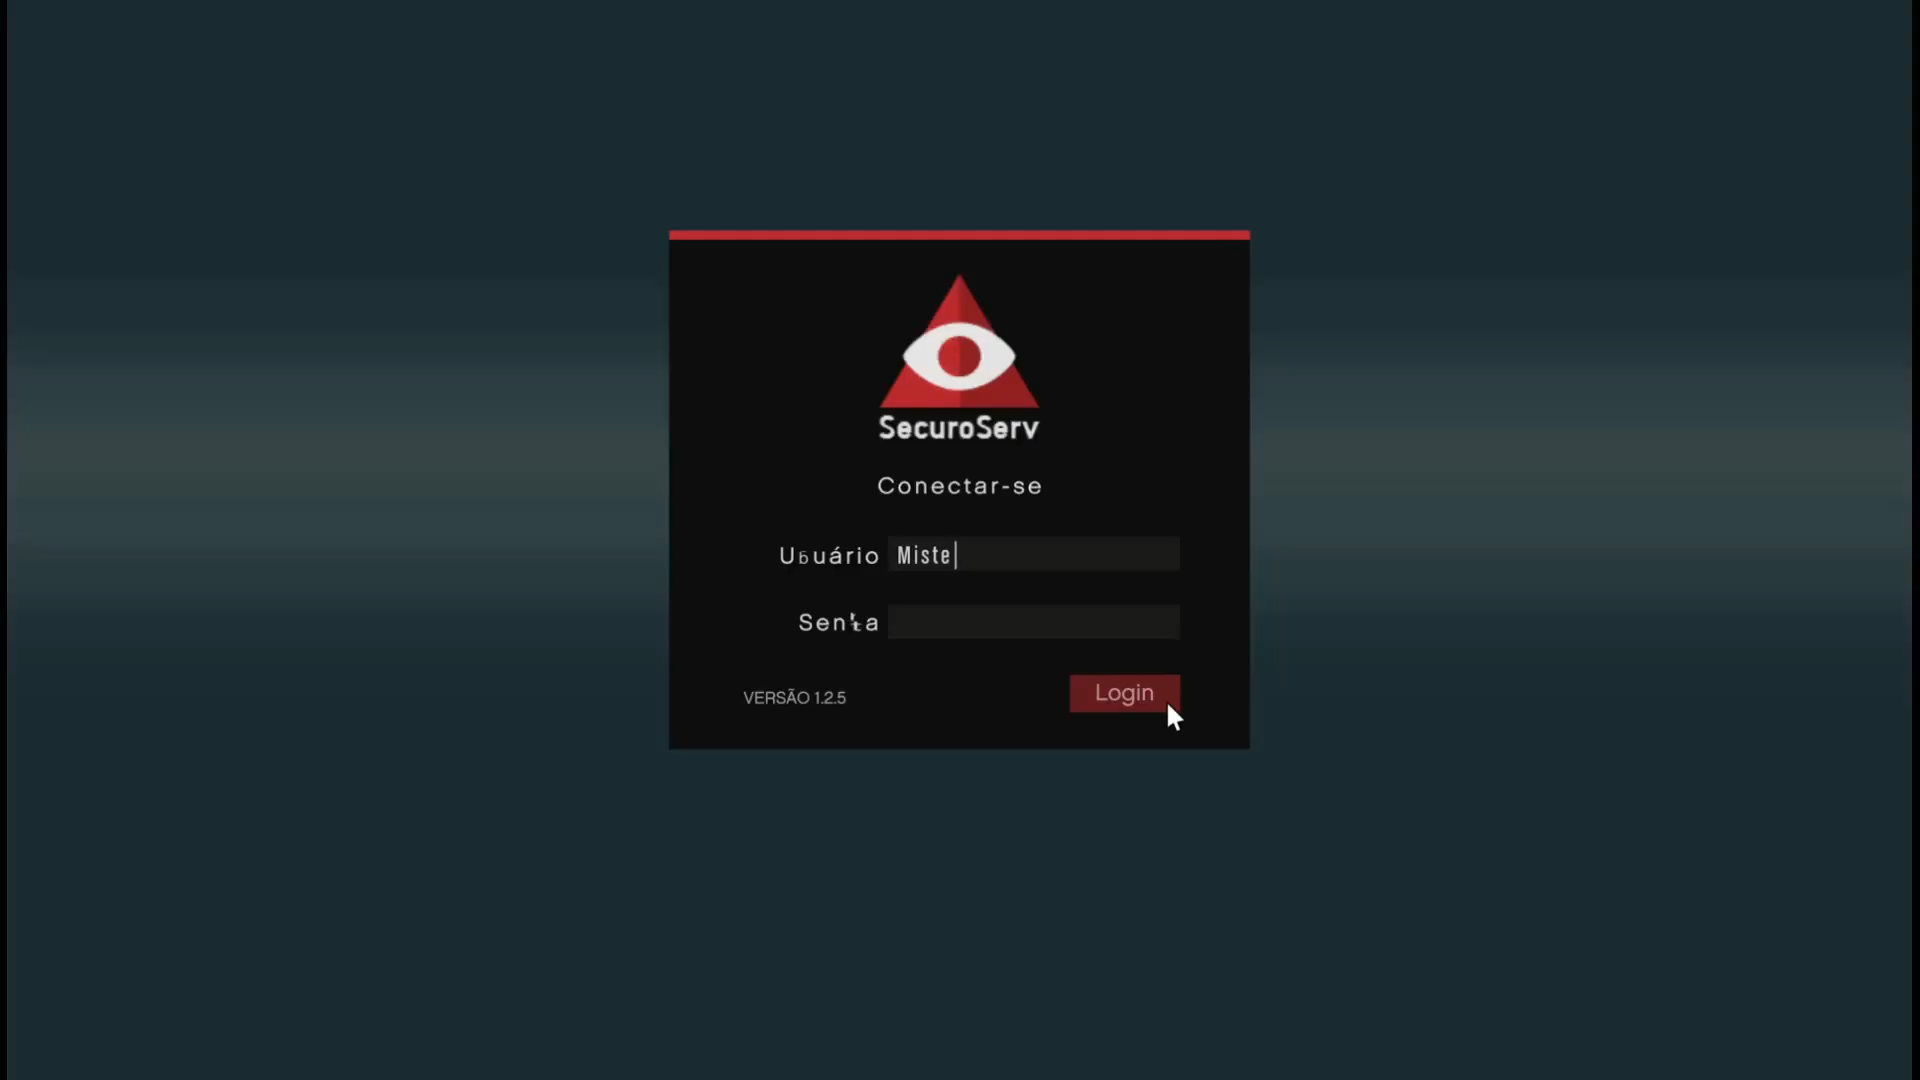 SecuroServ
Conectar-se
Usuário Miste
Senha
VERSÃO 1.2.5
Login